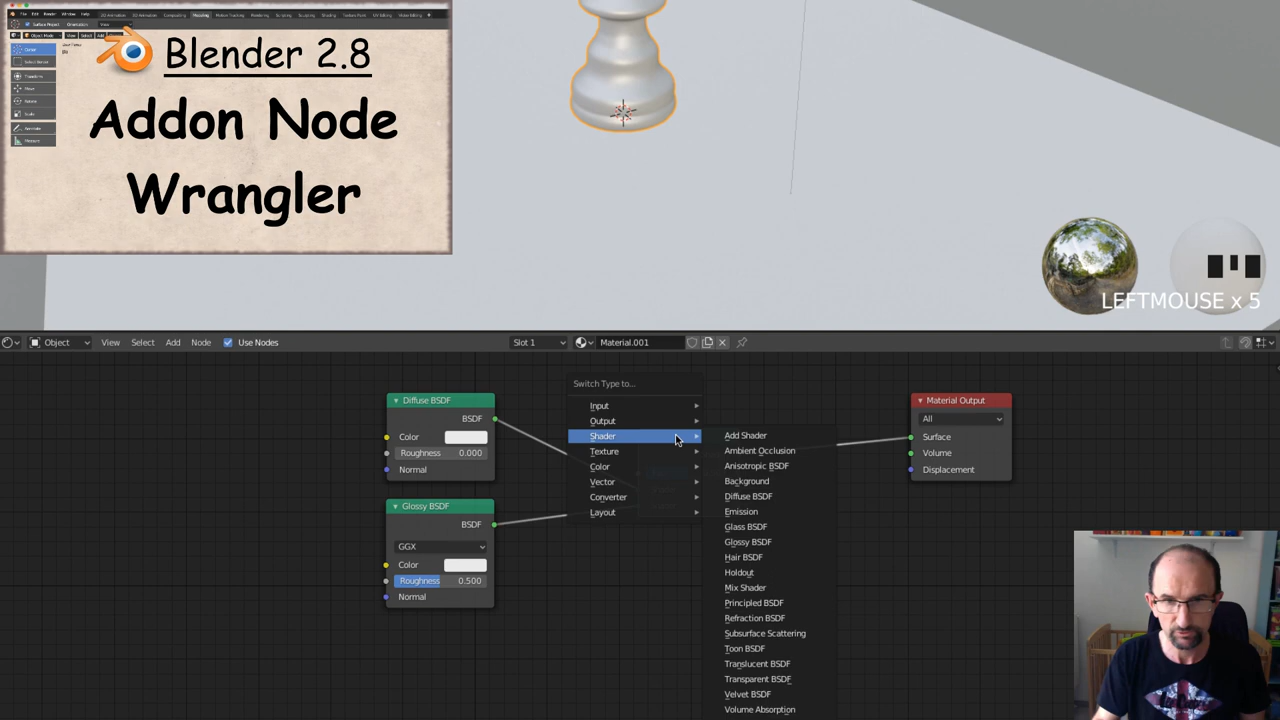 Blender 2.8
Addon Node
Wrangler
LEFTMOUSE x 5
Object
View
Select
Add
Node
Use Nodes
Slot 1
Material.001
Diffuse BSDF
BSDF
Color
Roughness 0.000
Normal
Glossy BSDF
BSDF
GGX
Color
Roughness 0.500
Normal
Switch Type to...
Input
Output
Shader
Texture
Color
Vector
Converter
Layout
Add Shader
Ambient Occlusion
Anisotropic BSDF
Background
Diffuse BSDF
Emission
Glass BSDF
Glossy BSDF
Hair BSDF
Holdout
Mix Shader
Principled BSDF
Refraction BSDF
Subsurface Scattering
Toon BSDF
Translucent BSDF
Transparent BSDF
Velvet BSDF
Volume Absorption
Material Output
All
Surface
Volume
Displacement